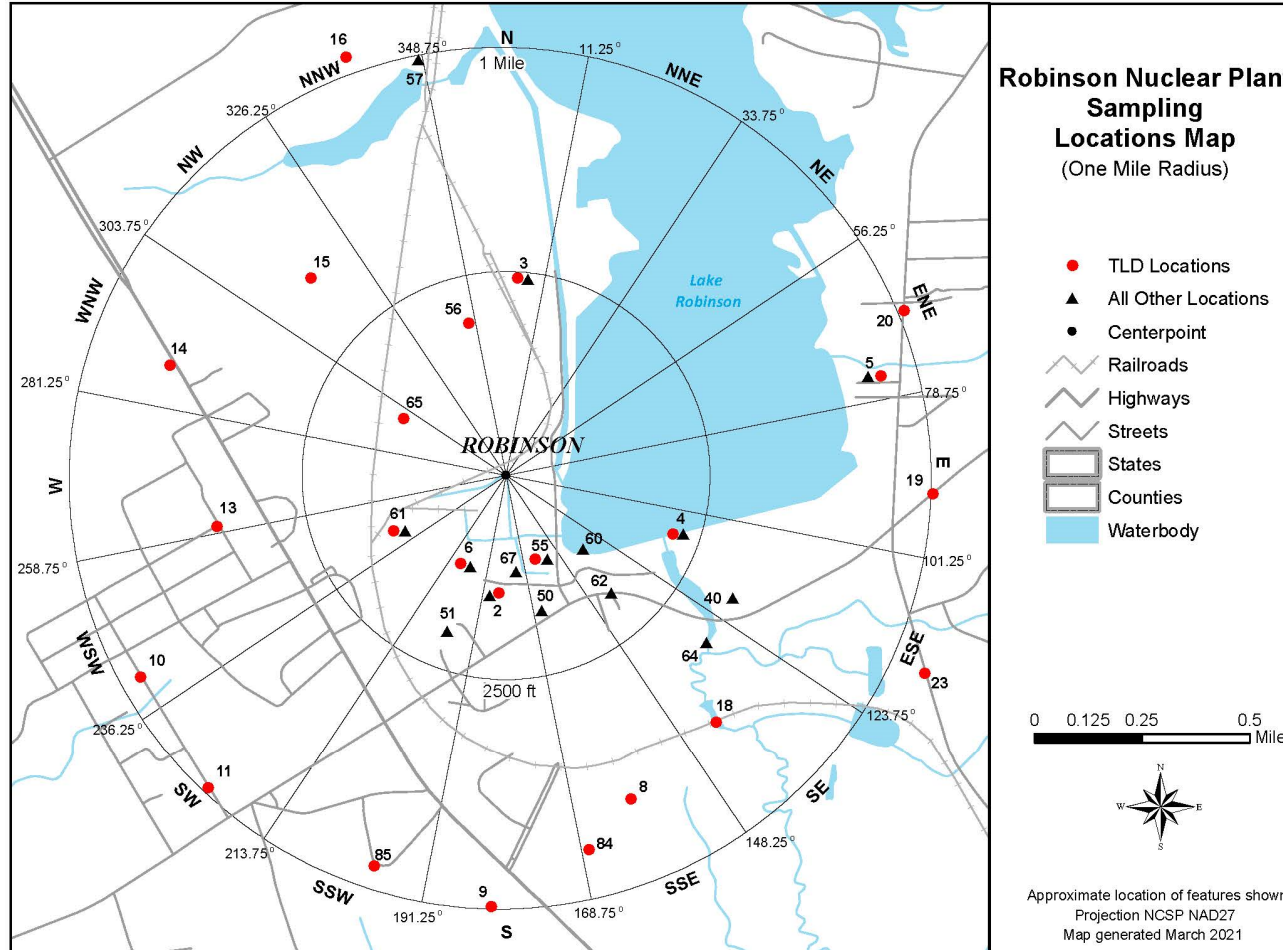 16
NNW
348.75°
N
1 Mile
57
11.25°
NNE
326.25°
33.75°
NW
NE
303.75°
56.25°
15
3
Lake
Robinson
WNW
56
20
ENE
14
5
281.25°
78.75°
65
ROBINSON
W
E
19
13
61
6
67
55
60
4
101.25°
258.75°
2
50
62
40
51
64
WSW
ESE
10
2500 ft
23
18
123.75°
236.25°
11
SW
8
SE
84
148.25°
213.75°
85
SSW
SSE
191.25°
9
168.75°
S
Robinson Nuclear Plan
Sampling
Locations Map
(One Mile Radius)
TLD Locations
All Other Locations
Centerpoint
Railroads
Highways
Streets
States
Counties
Waterbody
0 0.125 0.25 0.5
Mile
N
W E
S
Approximate location of features shown
Projection NCSP NAD27
Map generated March 2021